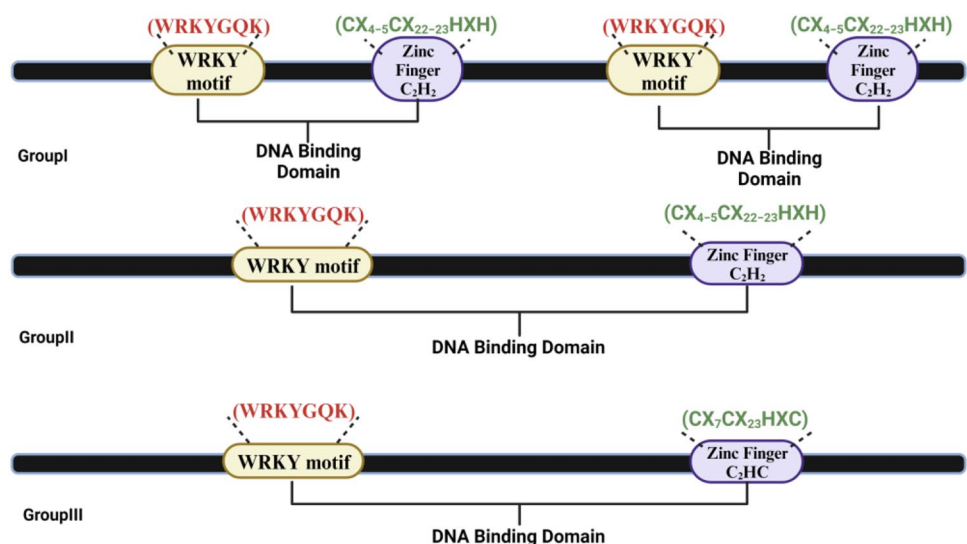 (WRKYGQK)
(CX₄₋₅CX₂₂₋₂₃HXH)
(WRKYGQK)
(CX₄₋₅CX₂₂₋₂₃HXH)
WRKY
motif
Zinc
Finger
C₂H₂
WRKY
motif
Zinc
Finger
C₂H₂
GroupI
DNA Binding
Domain
DNA Binding
Domain
(WRKYGQK)
(CX₄₋₅CX₂₂₋₂₃HXH)
WRKY motif
Zinc Finger
C₂H₂
GroupII
DNA Binding Domain
(WRKYGQK)
(CX₇CX₂₃HXC)
WRKY motif
Zinc Finger
C₂HC
GroupIII
DNA Binding Domain